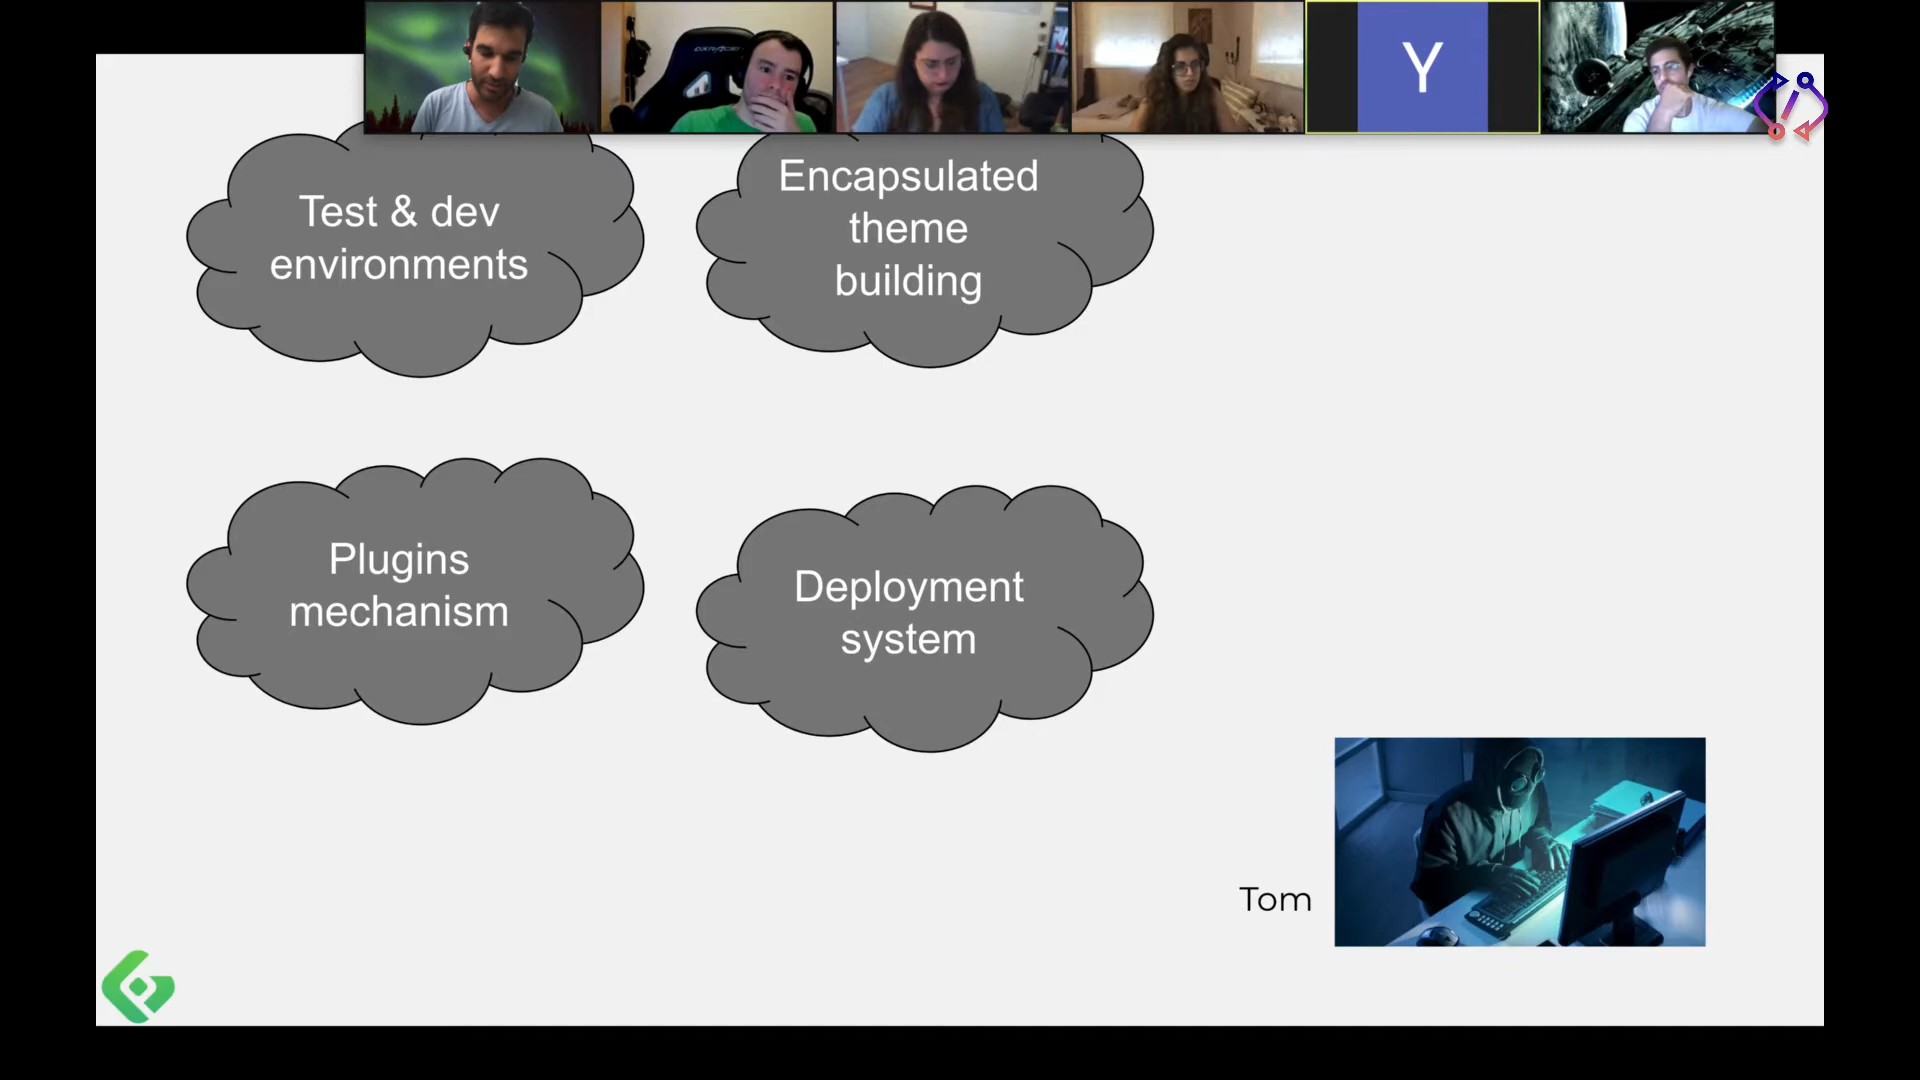 Y
Test & dev
environments
Encapsulated
theme
building
Plugins
mechanism
Deployment
system
Tom